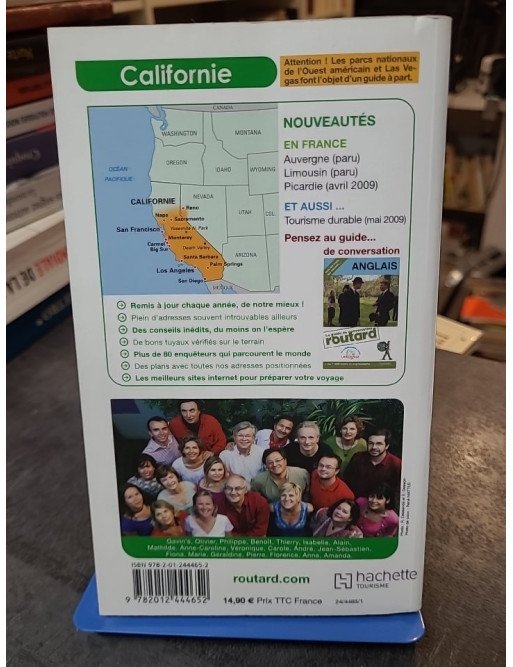 Californie
Attention ! Les parcs nationaux
de l'Ouest américain et Las Ve-
gas font l'objet d'un guide à part.
CANADA
WASHINGTON
MONTANA
OREGON
IDAHO
WYOMING
OCÉAN
PACIFIQUE
CALIFORNIE
NEVADA
UTAH
COL.
Reno
Napa
Sacramento
San Francisco
Yosemite N. Park
Monterey
Carmel
Big Sur
Death Valley
Santa Barbara
ARIZONA
Los Angeles
Palm Springs
San Diego
MEXIQUE
NOUVEAUTÉS
EN FRANCE
Auvergne (paru)
Limousin (paru)
Picardie (avril 2009)
ET AUSSI ...
Tourisme durable (mai 2009)
Pensez au guide...
de conversation
ANGLAIS
routard
Remis à jour chaque année, de notre mieux !
Plein d'adresses souvent introuvables ailleurs
Des conseils inédits, du moins on l'espère
De bons tuyaux vérifiés sur le terrain
Plus de 80 enquêteurs qui parcourent le monde
Des plans avec toutes nos adresses positionnées
Les meilleurs sites internet pour préparer votre voyage
Gavin's, Olivier, Philippe, Benoît, Thierry, Isabelle, Alain,
Mathilde, Anne-Caroline, Véronique, Carole, André, Jean-Sébastien,
Fiona, Marie, Géraldine, Pierre, Florence, Anne, Amanda.
ISBN 978-2-01-244465-2
9 782012 444652
routard.com
14,90 € Prix TTC France
hachette
TOURISME
24/4465/1